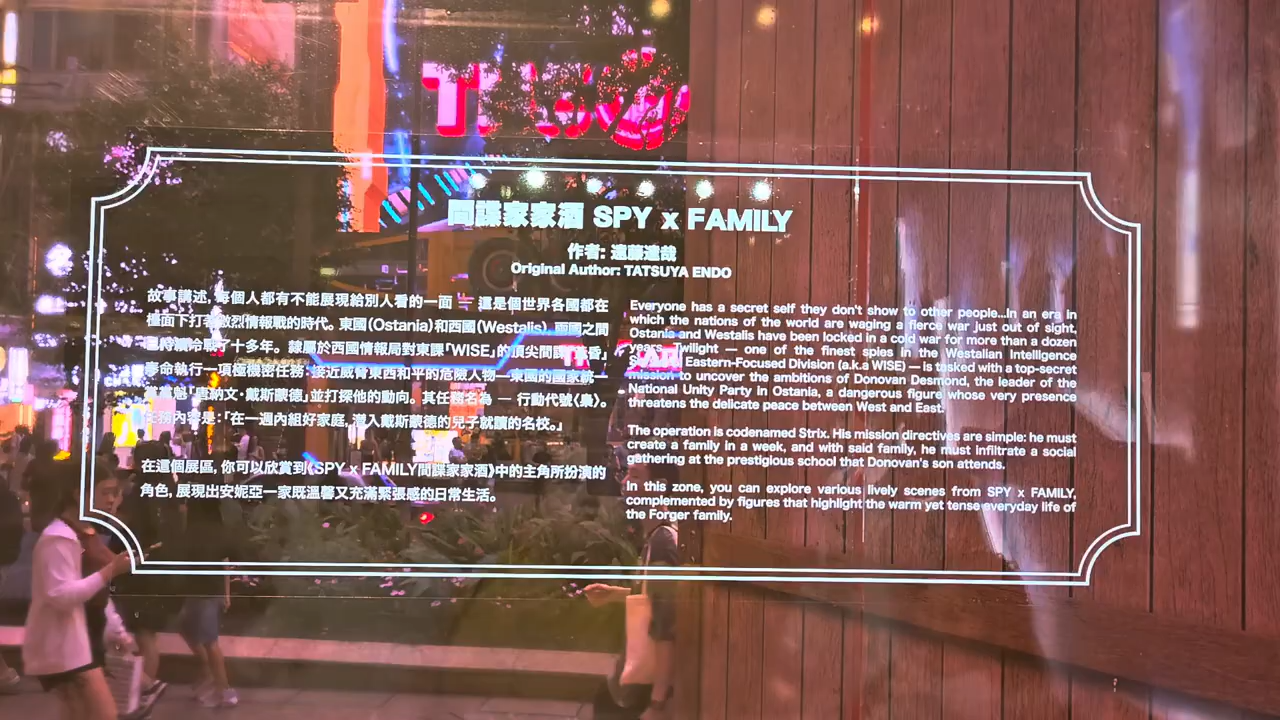 間諜家家酒 SPY x FAMILY
作者: 遠藤達哉
Original Author: TATSUYA ENDO
故事講述, 每個人都有不能展現給別人看的一面 — 這是個世界各國都在
檯面下打著激烈情報戰的時代。東國(Ostania)和西國(Westalis), 兩國之間
已持續冷戰了十多年。隸屬於西國情報局對東課「WISE」的頂尖間諜「黃昏」
奉命執行一項極機密任務: 接近威脅東西和平的危險人物—東國的國家統一
黨黨魁「唐納文·戴斯蒙德」並打探他的動向。其任務名為 — 行動代號〈梟〉。
任務內容是:「在一週內組好家庭, 潛入戴斯蒙德的兒子就讀的名校。」
在這個展區, 你可以欣賞到《SPY x FAMILY間諜家家酒》中的主角所扮演的
角色, 展現出安妮亞一家既溫馨又充滿緊張感的日常生活。
Everyone has a secret self they don't show to other people...In an era in
which the nations of the world are waging a fierce war just out of sight,
Ostania and Westalis have been locked in a cold war for more than a dozen
years. Twilight — one of the finest spies in the Westalian Intelligence
Eastern-Focused Division (a.k.a WISE) — is tasked with a top-secret
mission to uncover the ambitions of Donovan Desmond, the leader of the
National Unity Party in Ostania, a dangerous figure whose very presence
threatens the delicate peace between West and East.
The operation is codenamed Strix. His mission directives are simple: he must
create a family in a week, and with said family, he must infiltrate a social
gathering at the prestigious school that Donovan's son attends.
In this zone, you can explore various lively scenes from SPY x FAMILY,
complemented by figures that highlight the warm yet tense everyday life of
the Forger family.